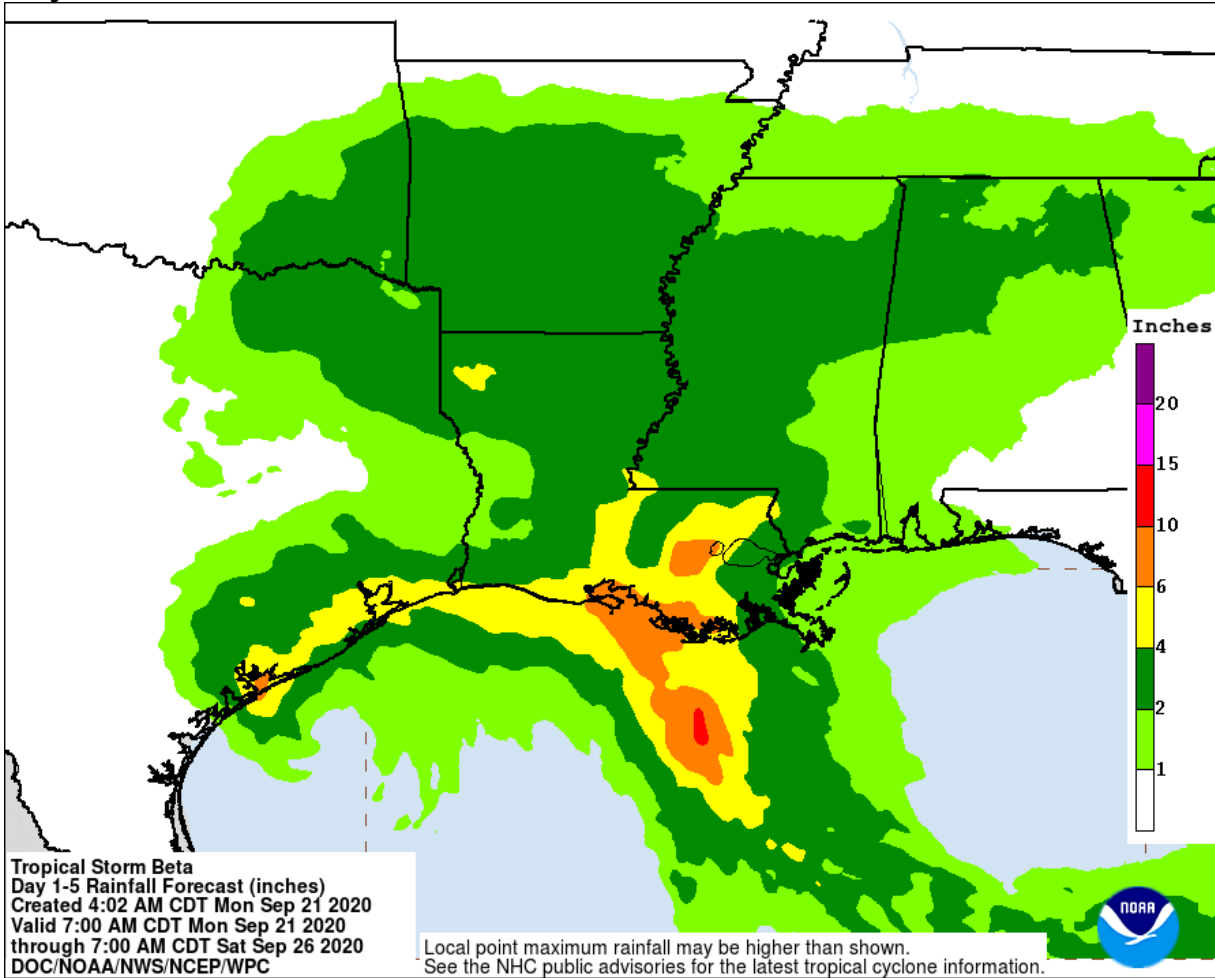 Inches
20
15
10
6
4
2
1
Tropical Storm Beta
Day 1-5 Rainfall Forecast (inches)
Created 4:02 AM CDT Mon Sep 21 2020
Valid 7:00 AM CDT Mon Sep 21 2020
through 7:00 AM CDT Sat Sep 26 2020
DOC/NOAA/NWS/NCEP/WPC
Local point maximum rainfall may be higher than shown.
See the NHC public advisories for the latest tropical cyclone information.
NOAA